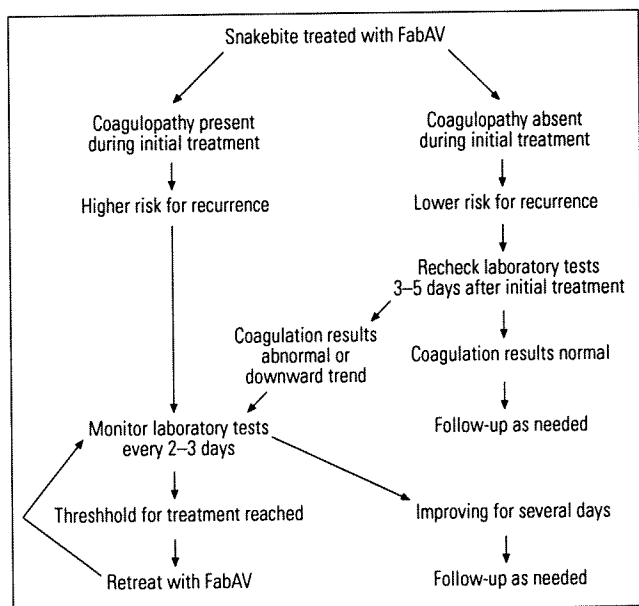 Snakebite treated with FabAV
Coagulopathy present
during initial treatment
Coagulopathy absent
during initial treatment
Higher risk for recurrence
Lower risk for recurrence
Recheck laboratory tests
3–5 days after initial treatment
Coagulation results
abnormal or
downward trend
Coagulation results normal
Monitor laboratory tests
every 2–3 days
Follow-up as needed
Threshhold for treatment reached
Improving for several days
Retreat with FabAV
Follow-up as needed